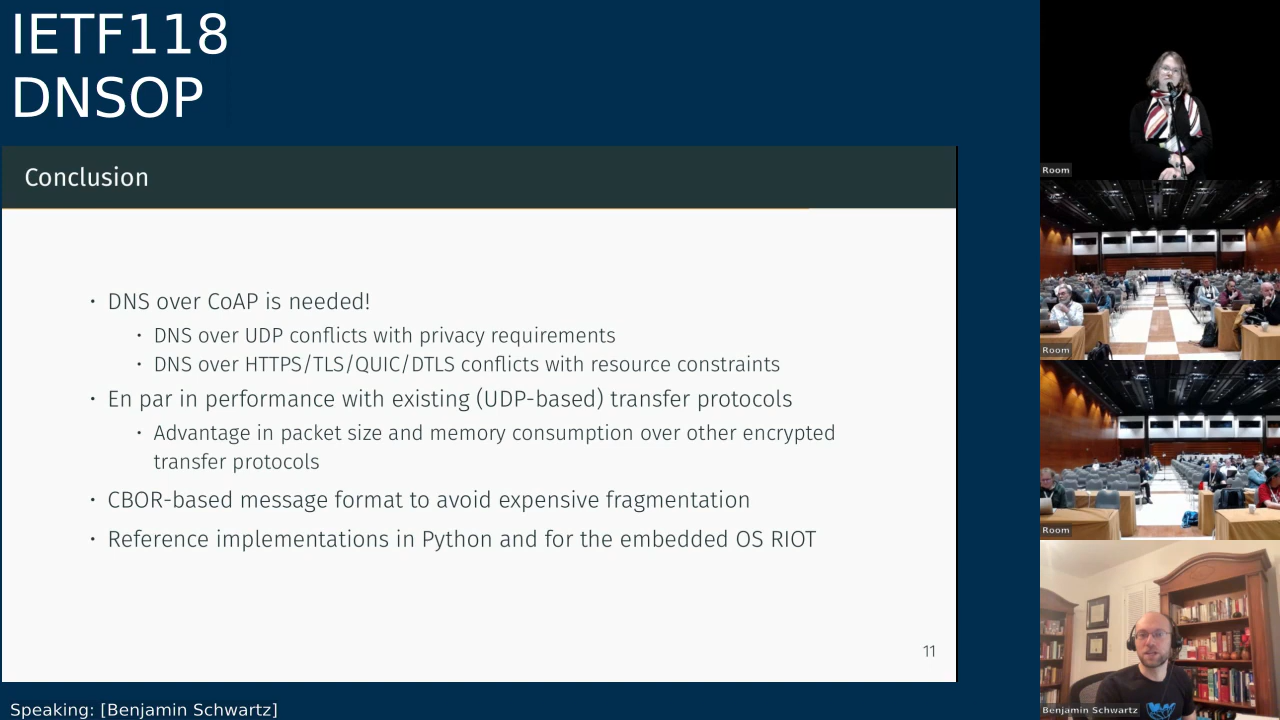 IETF118
DNSOP
Conclusion
• DNS over CoAP is needed!
• DNS over UDP conflicts with privacy requirements
• DNS over HTTPS/TLS/QUIC/DTLS conflicts with resource constraints
• En par in performance with existing (UDP-based) transfer protocols
• Advantage in packet size and memory consumption over other encrypted
transfer protocols
• CBOR-based message format to avoid expensive fragmentation
• Reference implementations in Python and for the embedded OS RIOT
11
Speaking: [Benjamin Schwartz]
Room
Room
Room
Benjamin Schwartz